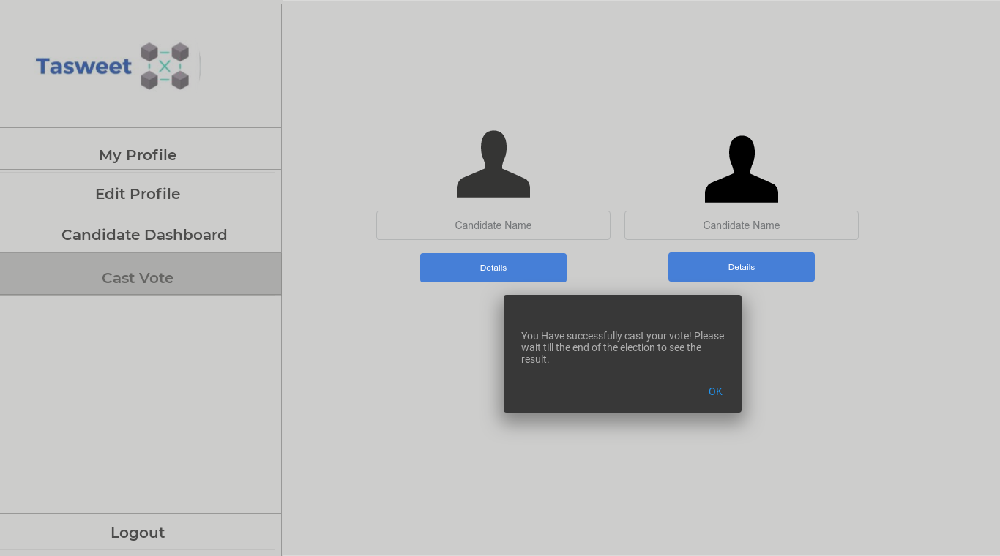 Tasweet
My Profile
Edit Profile
Candidate Dashboard
Cast Vote
Logout
Candidate Name
Candidate Name
Details
Details
You Have successfully cast your vote! Please
wait till the end of the election to see the
result.
OK